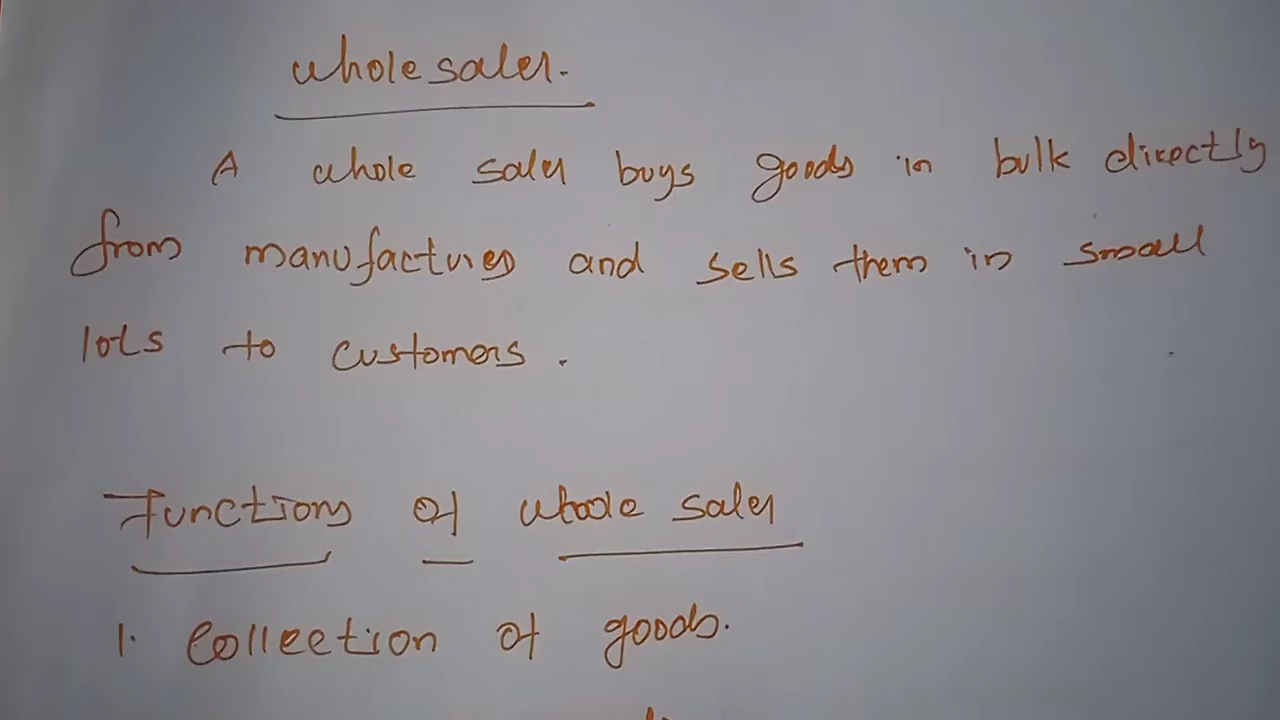 wholesaler.
A whole saler buys goods in bulk directly
from manufactures and sells them in small
lots to customers.
Functions of whole saler
1. Collection of goods.